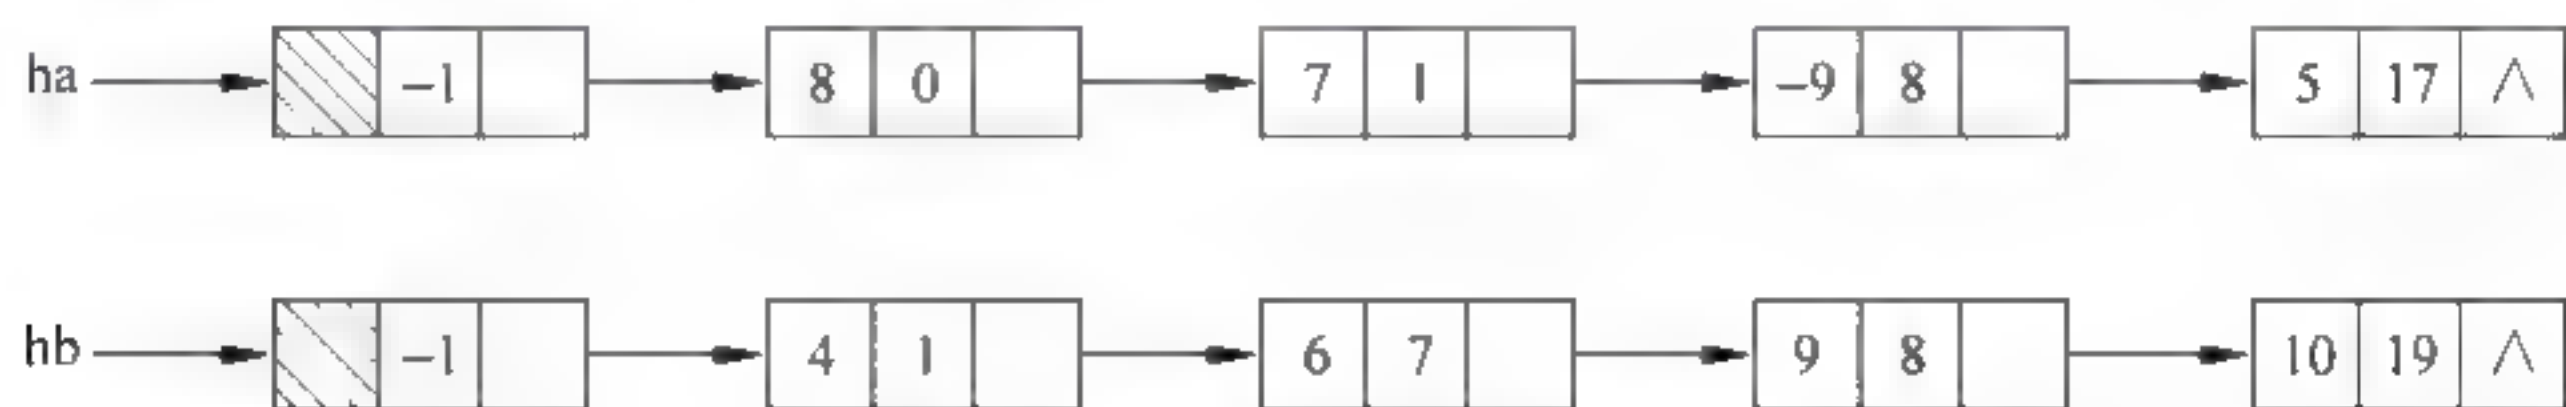 ha −1 8 0 7 1 −9 8 5 17 ∧
hb −1 4 1 6 7 9 8 10 19 ∧